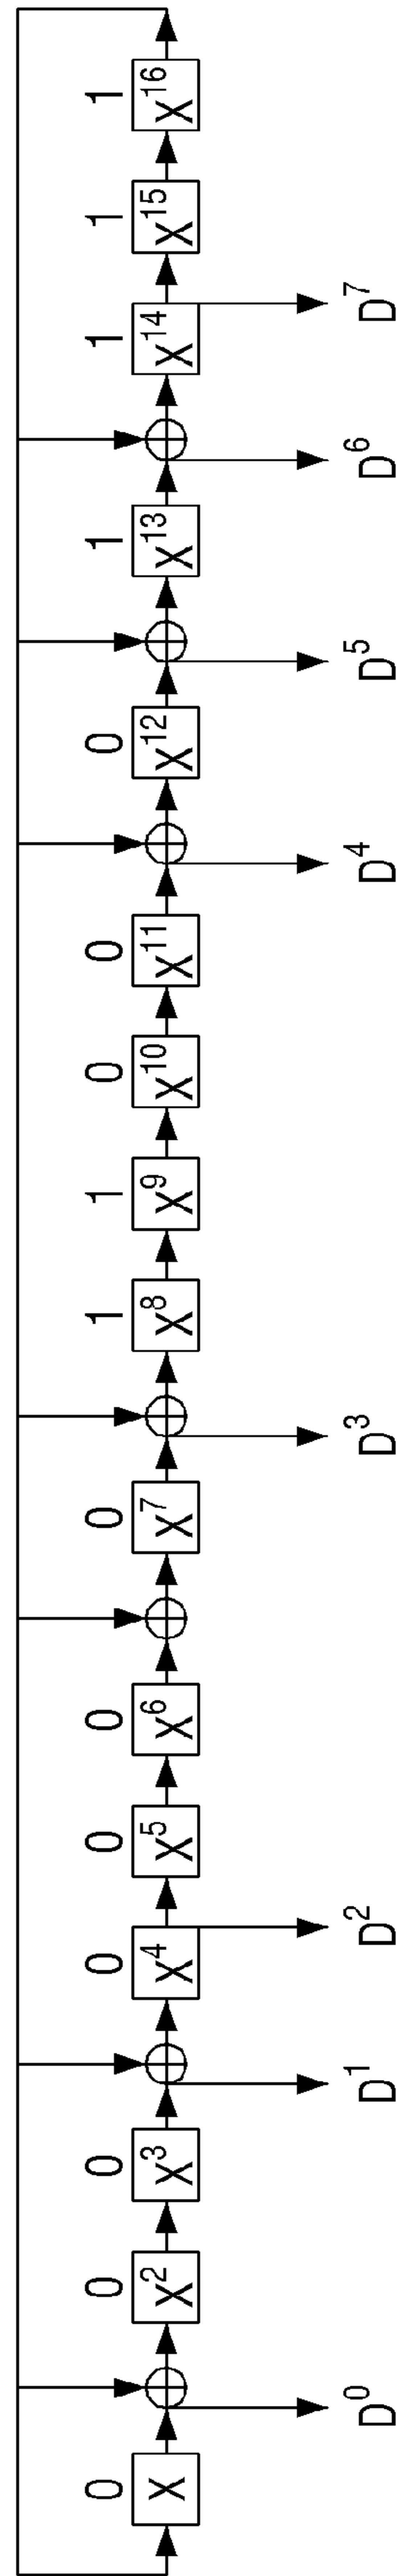 0 0 0 0 0 0 0 1 1 0 0 0 1 1 1 1
X X² X³ X⁴ X⁵ X⁶ X⁷ X⁸ X⁹ X¹⁰ X¹¹ X¹² X¹³ X¹⁴ X¹⁵ X¹⁶
D⁰ D¹ D² D³ D⁴ D⁵ D⁶ D⁷